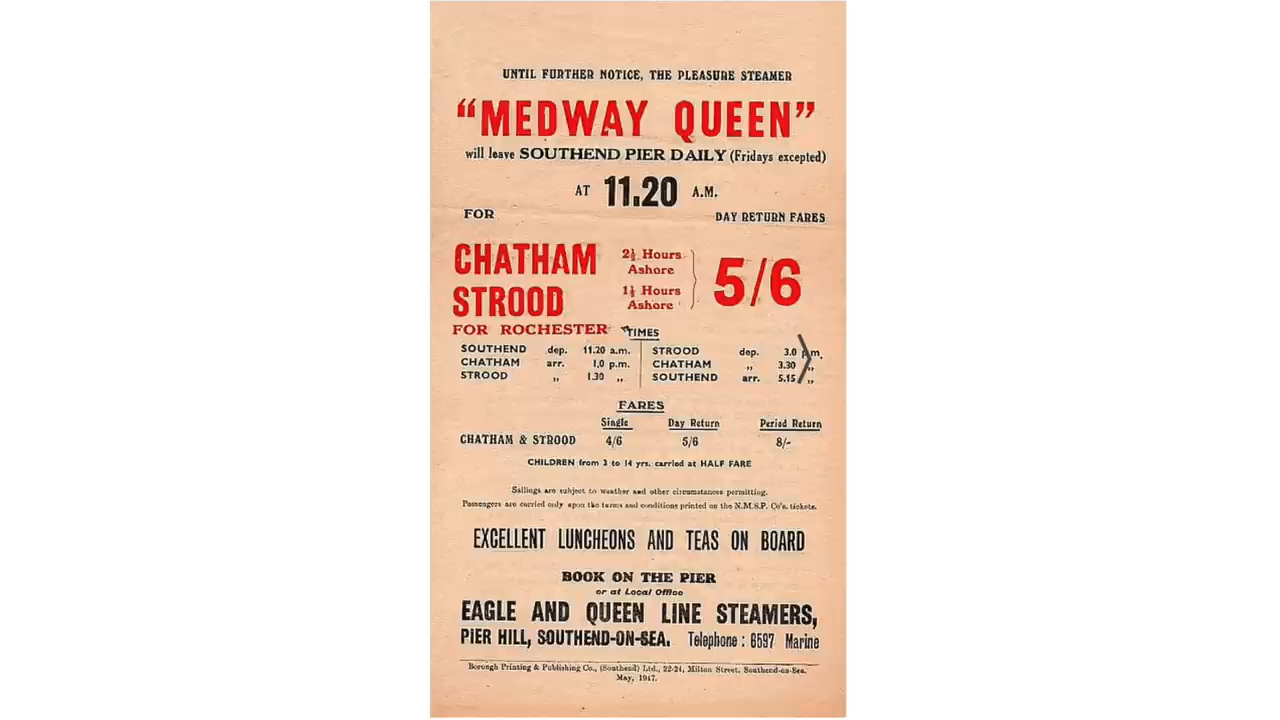 UNTIL FURTHER NOTICE, THE PLEASURE STEAMER
"MEDWAY QUEEN"
will leave SOUTHEND PIER DAILY (Fridays excepted)
AT 11.20 A.M.
FOR DAY RETURN FARES
CHATHAM 2½ Hours Ashore
STROOD 1½ Hours Ashore
5/6
FOR ROCHESTER
TIMES
SOUTHEND dep. 11.20 a.m. STROOD dep. 3.0 p.m.
CHATHAM arr. 1.0 p.m. CHATHAM „ 3.30 „
STROOD „ 1.30 „ SOUTHEND arr. 5.15 „
FARES
Single Day Return Period Return
CHATHAM & STROOD 4/6 5/6 8/-
CHILDREN from 3 to 14 yrs. carried at HALF FARE
Sailings are subject to weather and other circumstances permitting.
Passengers are carried only upon the terms and conditions printed on the N.M.S.P. Co's. tickets.
EXCELLENT LUNCHEONS AND TEAS ON BOARD
BOOK ON THE PIER
or at Local Office
EAGLE AND QUEEN LINE STEAMERS,
PIER HILL, SOUTHEND-ON-SEA. Telephone : 6597 Marine
Borough Printing & Publishing Co., (Southend) Ltd., 22-24, Milton Street, Southend-on-Sea.
May, 1947.